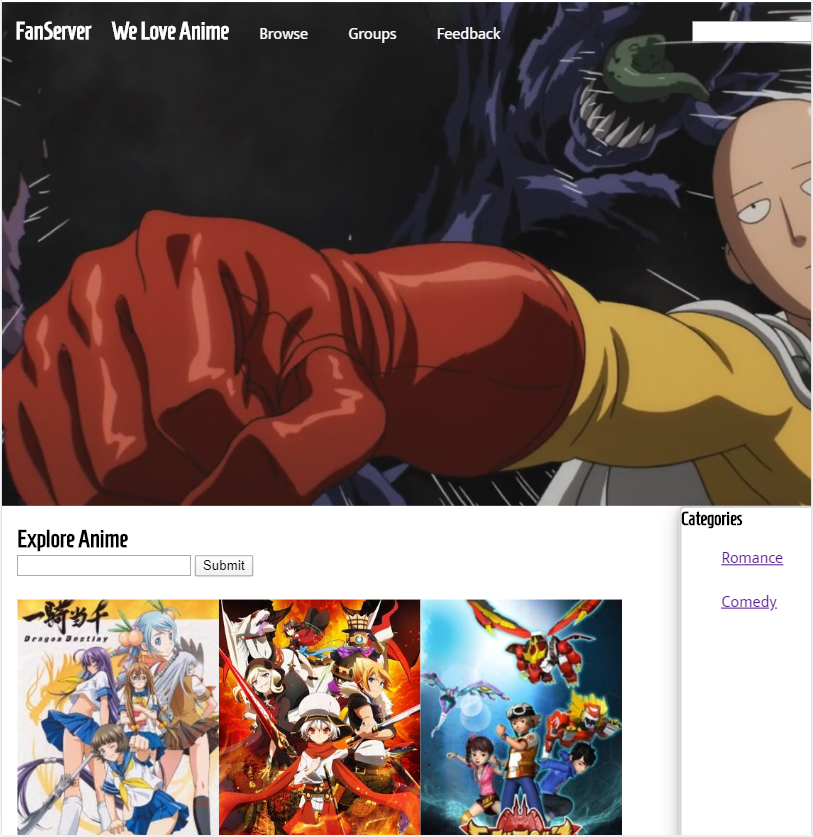 FanServer We Love Anime Browse Groups Feedback
Explore Anime
Submit
Categories
Romance
Comedy
一騎当千
Dragon Destiny